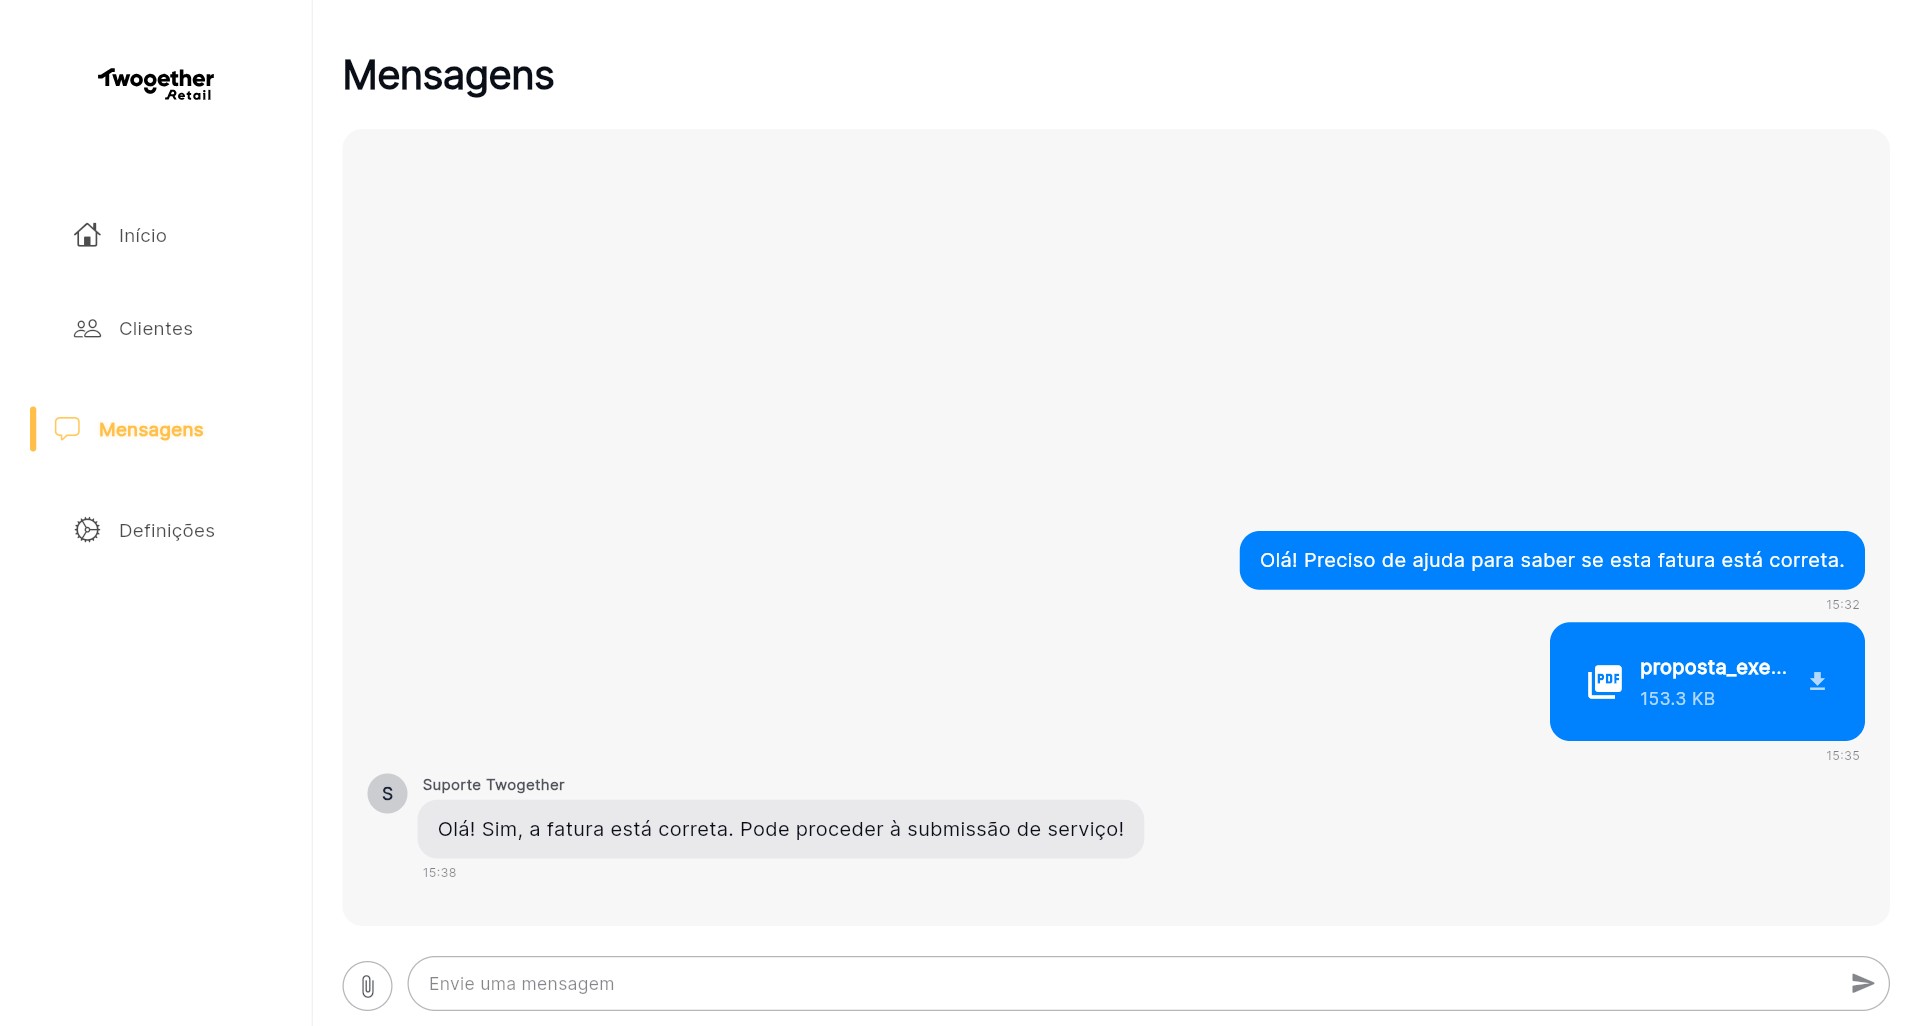 Twogether
Retail
Mensagens
Início
Clientes
Mensagens
Definições
Olá! Preciso de ajuda para saber se esta fatura está correta.
15:32
PDF
proposta_exe...
153.3 KB
15:35
S
Suporte Twogether
Olá! Sim, a fatura está correta. Pode proceder à submissão de serviço!
15:38
Envie uma mensagem